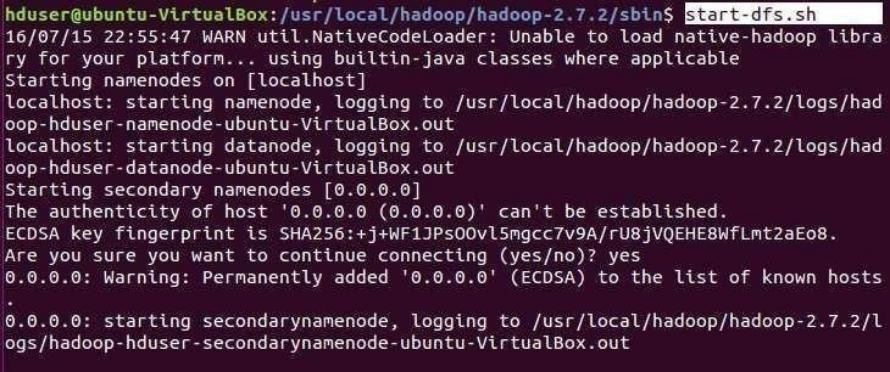 hduser@ubuntu-VirtualBox:/usr/local/hadoop/hadoop-2.7.2/sbin$ start-dfs.sh
16/07/15 22:55:47 WARN util.NativeCodeLoader: Unable to load native-hadoop libra
ry for your platform... using builtin-java classes where applicable
Starting namenodes on [localhost]
localhost: starting namenode, logging to /usr/local/hadoop/hadoop-2.7.2/logs/had
oop-hduser-namenode-ubuntu-VirtualBox.out
localhost: starting datanode, logging to /usr/local/hadoop/hadoop-2.7.2/logs/had
oop-hduser-datanode-ubuntu-VirtualBox.out
Starting secondary namenodes [0.0.0.0]
The authenticity of host '0.0.0.0 (0.0.0.0)' can't be established.
ECDSA key fingerprint is SHA256:+j+WF1JPsOOvl5mgcc7v9A/rU8jVQEHE8WfLmt2aEo8.
Are you sure you want to continue connecting (yes/no)? yes
0.0.0.0: Warning: Permanently added '0.0.0.0' (ECDSA) to the list of known hosts
.
0.0.0.0: starting secondarynamenode, logging to /usr/local/hadoop/hadoop-2.7.2/l
ogs/hadoop-hduser-secondarynamenode-ubuntu-VirtualBox.out